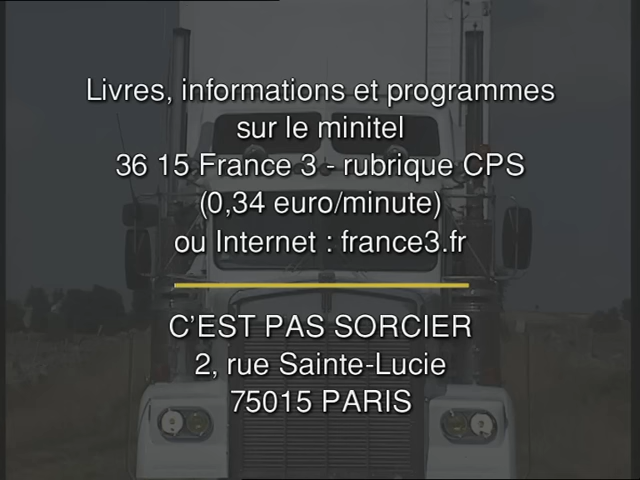 Livres, informations et programmes
sur le minitel
36 15 France 3 - rubrique CPS
(0,34 euro/minute)
ou Internet : france3.fr
C'EST PAS SORCIER
2, rue Sainte-Lucie
75015 PARIS